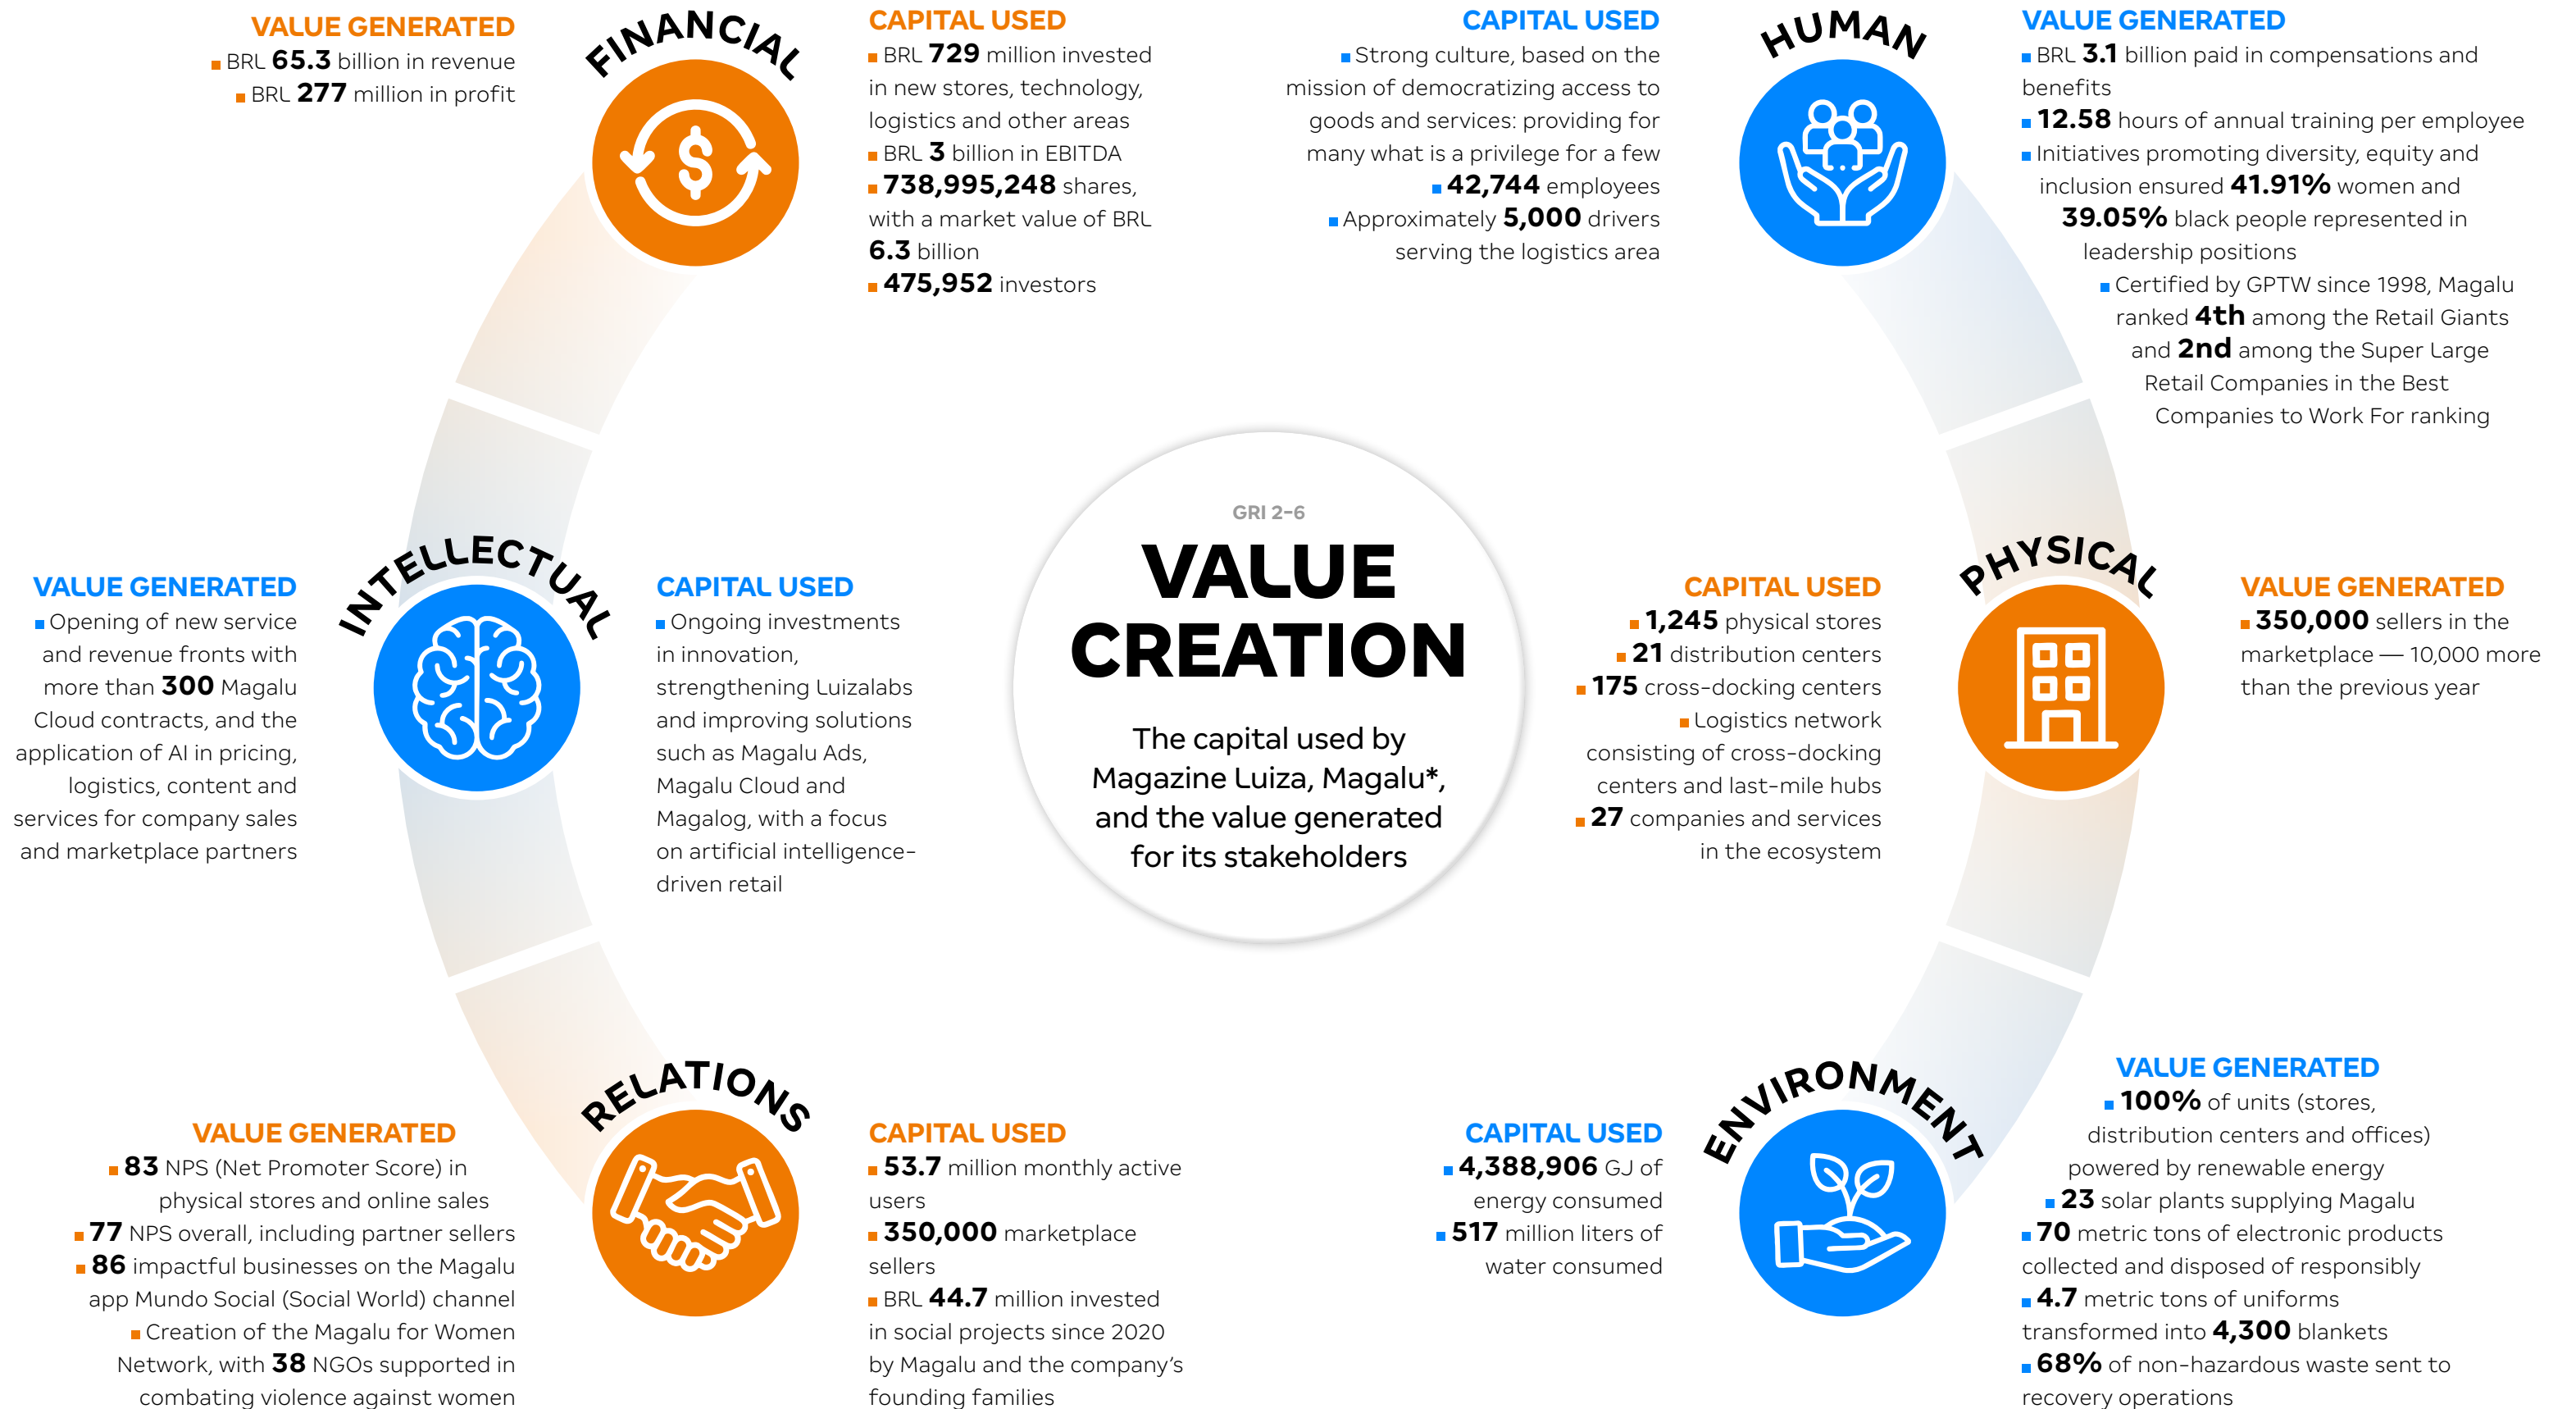 FINANCIAL
VALUE GENERATED
BRL 65.3 billion in revenue
BRL 277 million in profit
CAPITAL USED
BRL 729 million invested
in new stores, technology,
logistics and other areas
BRL 3 billion in EBITDA
738,995,248 shares,
with a market value of BRL
6.3 billion
475,952 investors
HUMAN
CAPITAL USED
Strong culture, based on the
mission of democratizing access to
goods and services: providing for
many what is a privilege for a few
42,744 employees
Approximately 5,000 drivers
serving the logistics area
VALUE GENERATED
BRL 3.1 billion paid in compensations and
benefits
12.58 hours of annual training per employee
Initiatives promoting diversity, equity and
inclusion ensured 41.91% women and
39.05% black people represented in
leadership positions
Certified by GPTW since 1998, Magalu
ranked 4th among the Retail Giants
and 2nd among the Super Large
Retail Companies in the Best
Companies to Work For ranking
INTELLECTUAL
VALUE GENERATED
Opening of new service
and revenue fronts with
more than 300 Magalu
Cloud contracts, and the
application of AI in pricing,
logistics, content and
services for company sales
and marketplace partners
CAPITAL USED
Ongoing investments
in innovation,
strengthening Luizalabs
and improving solutions
such as Magalu Ads,
Magalu Cloud and
Magalog, with a focus
on artificial intelligence-
driven retail
GRI 2-6
VALUE
CREATION
The capital used by
Magazine Luiza, Magalu*,
and the value generated
for its stakeholders
PHYSICAL
CAPITAL USED
1,245 physical stores
21 distribution centers
175 cross-docking centers
Logistics network
consisting of cross-docking
centers and last-mile hubs
27 companies and services
in the ecosystem
VALUE GENERATED
350,000 sellers in the
marketplace — 10,000 more
than the previous year
RELATIONS
VALUE GENERATED
83 NPS (Net Promoter Score) in
physical stores and online sales
77 NPS overall, including partner sellers
86 impactful businesses on the Magalu
app Mundo Social (Social World) channel
Creation of the Magalu for Women
Network, with 38 NGOs supported in
combating violence against women
CAPITAL USED
53.7 million monthly active
users
350,000 marketplace
sellers
BRL 44.7 million invested
in social projects since 2020
by Magalu and the company's
founding families
ENVIRONMENT
CAPITAL USED
4,388,906 GJ of
energy consumed
517 million liters of
water consumed
VALUE GENERATED
100% of units (stores,
distribution centers and offices)
powered by renewable energy
23 solar plants supplying Magalu
70 metric tons of electronic products
collected and disposed of responsibly
4.7 metric tons of uniforms
transformed into 4,300 blankets
68% of non-hazardous waste sent to
recovery operations